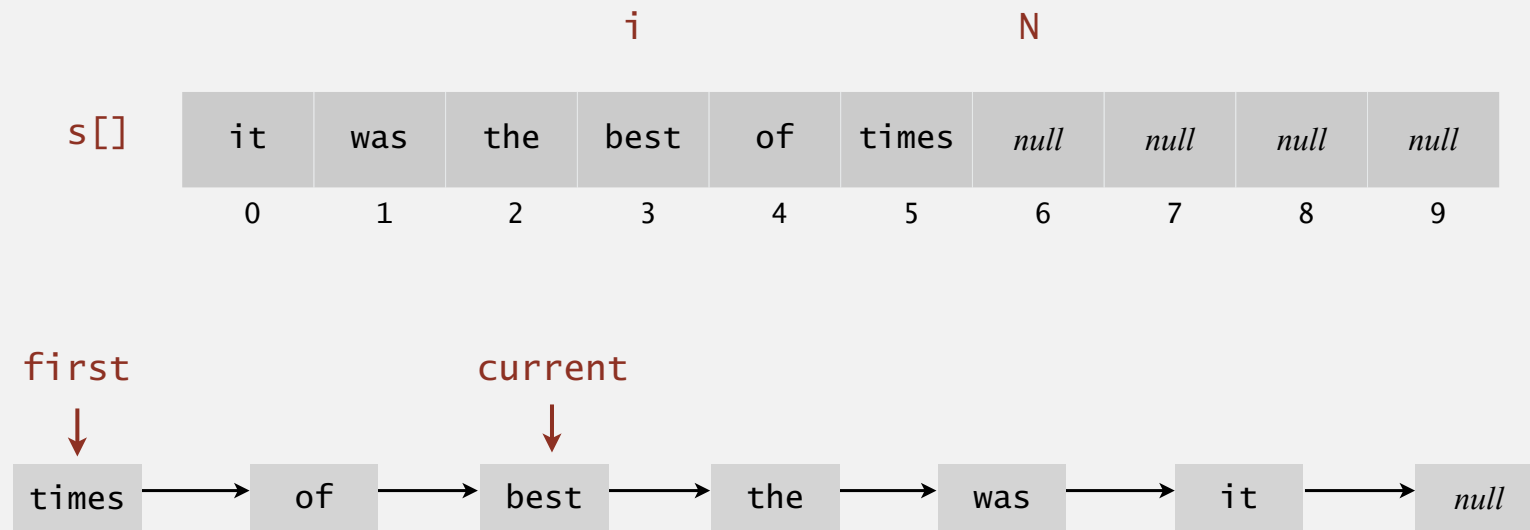 i N
s[] it was the best of times null null null null
0 1 2 3 4 5 6 7 8 9
first current
times of best the was it null